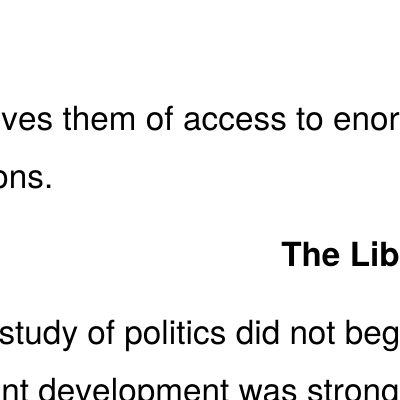 ves them of access to enor
ons.
The Lib
study of politics did not beg
nt development was strong